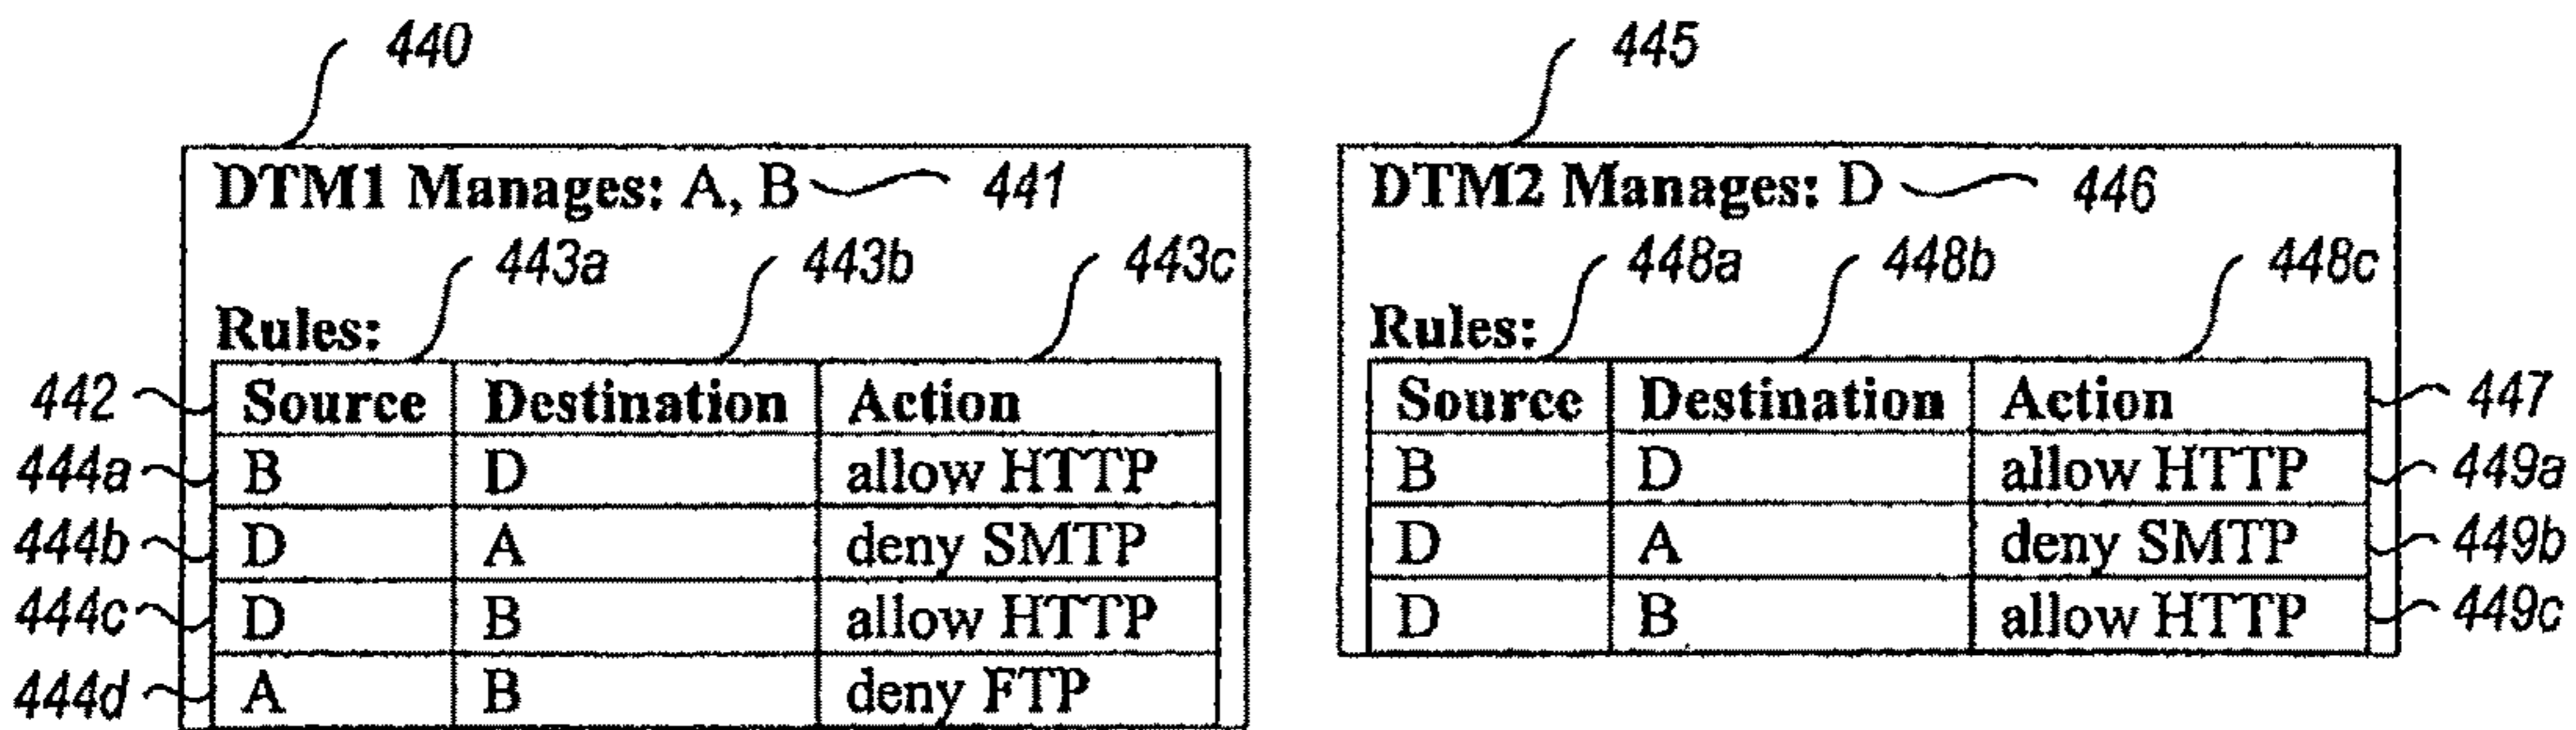 440 445
DTM1 Manages: A, B 441 DTM2 Manages: D 446
443a 443b 443c 448a 448b 448c
Rules: Rules:
442 Source Destination Action Source Destination Action 447
444a B D allow HTTP B D allow HTTP 449a
444b D A deny SMTP D A deny SMTP 449b
444c D B allow HTTP D B allow HTTP 449c
444d A B deny FTP